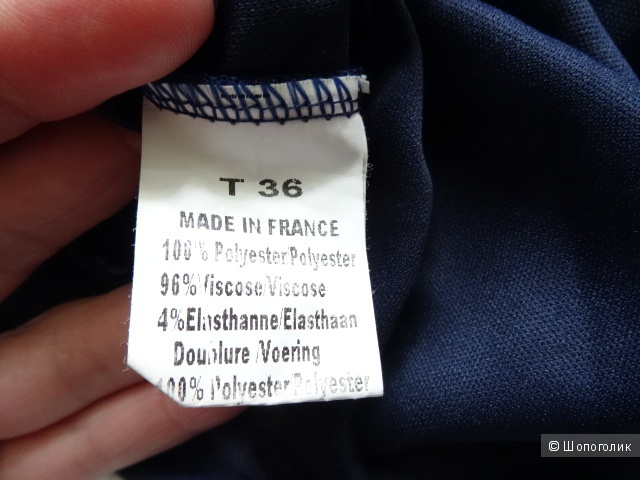 T 36
MADE IN FRANCE
100% Polyester/Polyester
96% Viscose/Viscose
4%Elasthanne/Elasthaan
Doublure /Voering
100% Polyester/Polyester
© Шопоголик